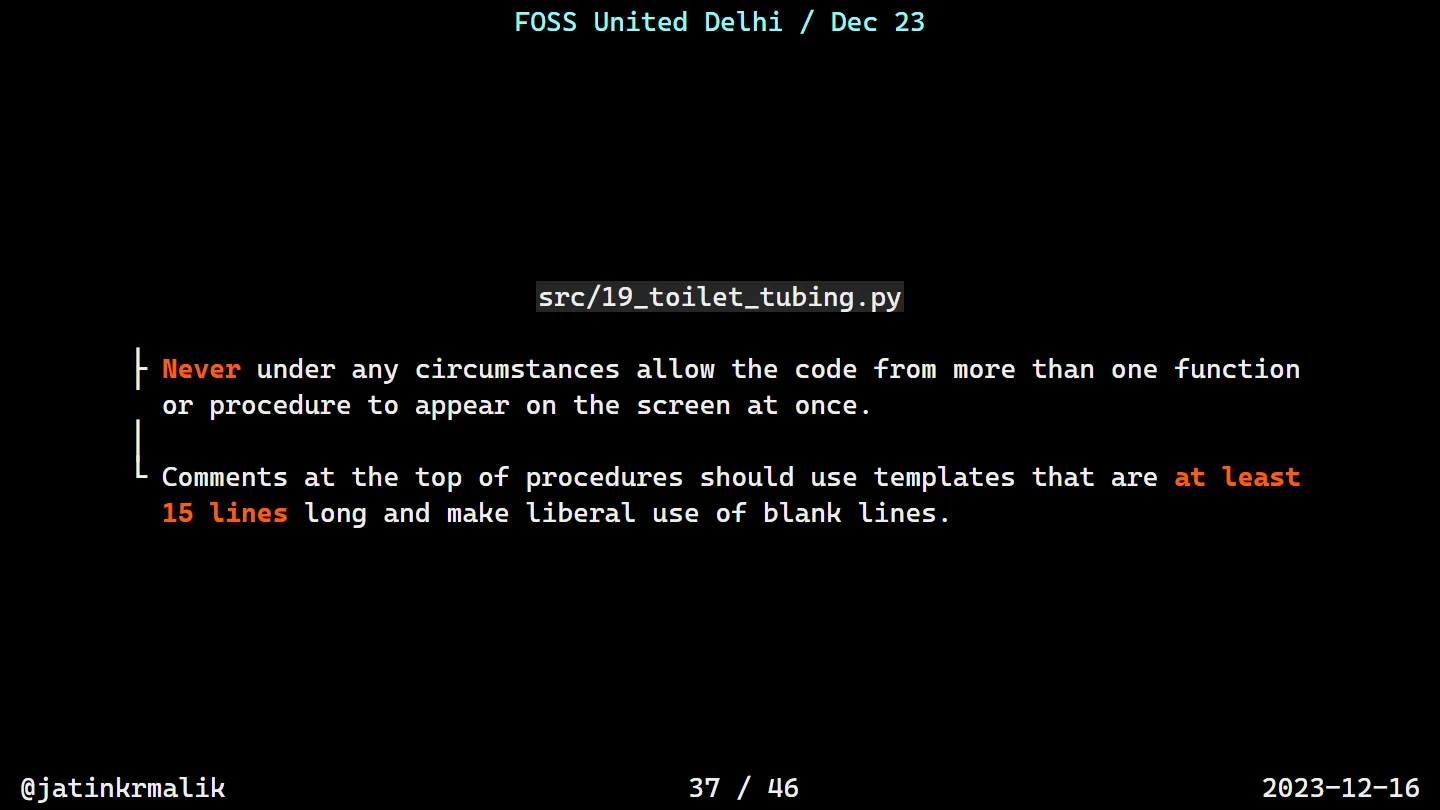 FOSS United Delhi / Dec 23
src/19_toilet_tubing.py
Never under any circumstances allow the code from more than one function
or procedure to appear on the screen at once.
Comments at the top of procedures should use templates that are at least
15 lines long and make liberal use of blank lines.
@jatinkrmalik
37 / 46
2023-12-16